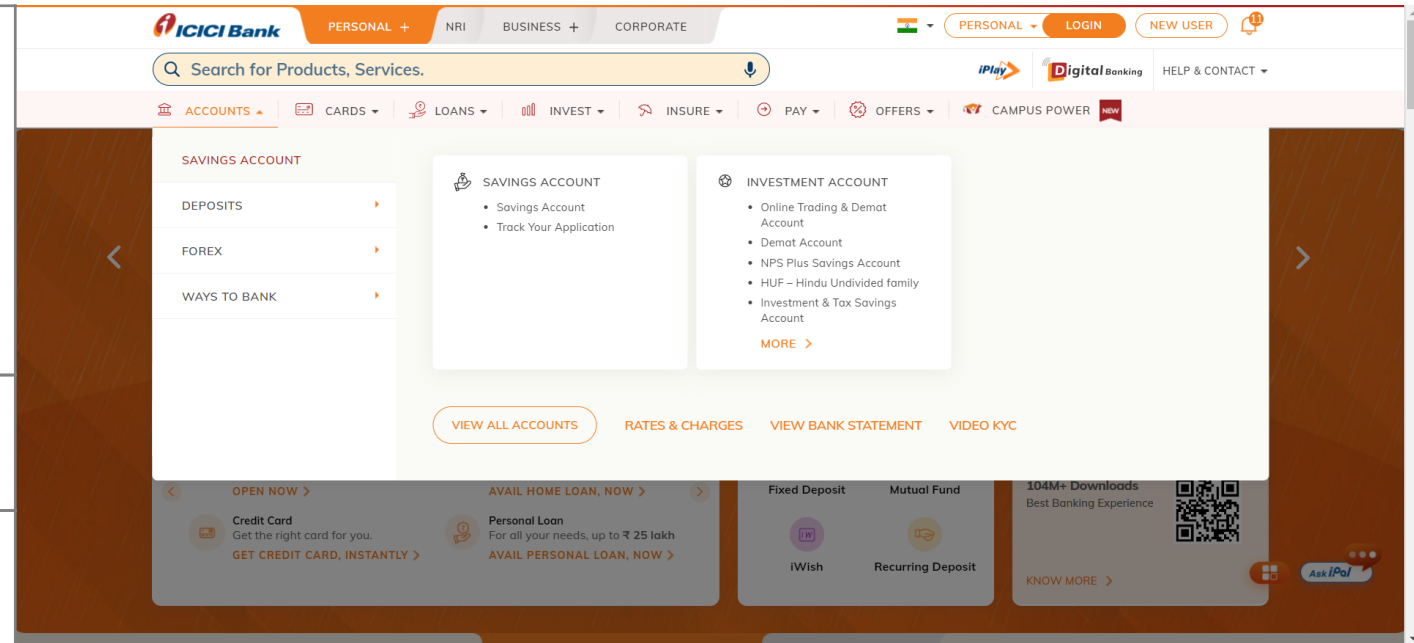 ICICI Bank
PERSONAL +
NRI
BUSINESS +
CORPORATE
PERSONAL
LOGIN
NEW USER
11
Search for Products, Services.
iPlay
Digital Banking
HELP & CONTACT
ACCOUNTS
CARDS
LOANS
INVEST
INSURE
PAY
OFFERS
CAMPUS POWER
NEW
SAVINGS ACCOUNT
DEPOSITS
FOREX
WAYS TO BANK
SAVINGS ACCOUNT
• Savings Account
• Track Your Application
INVESTMENT ACCOUNT
• Online Trading & Demat
Account
• Demat Account
• NPS Plus Savings Account
• HUF – Hindu Undivided family
• Investment & Tax Savings
Account
MORE >
VIEW ALL ACCOUNTS
RATES & CHARGES
VIEW BANK STATEMENT
VIDEO KYC
OPEN NOW >
AVAIL HOME LOAN, NOW >
Credit Card
Get the right card for you.
GET CREDIT CARD, INSTANTLY >
Personal Loan
For all your needs, up to ₹ 25 lakh
AVAIL PERSONAL LOAN, NOW >
Fixed Deposit
Mutual Fund
iWish
Recurring Deposit
104M+ Downloads
Best Banking Experience
KNOW MORE >
Ask iPal